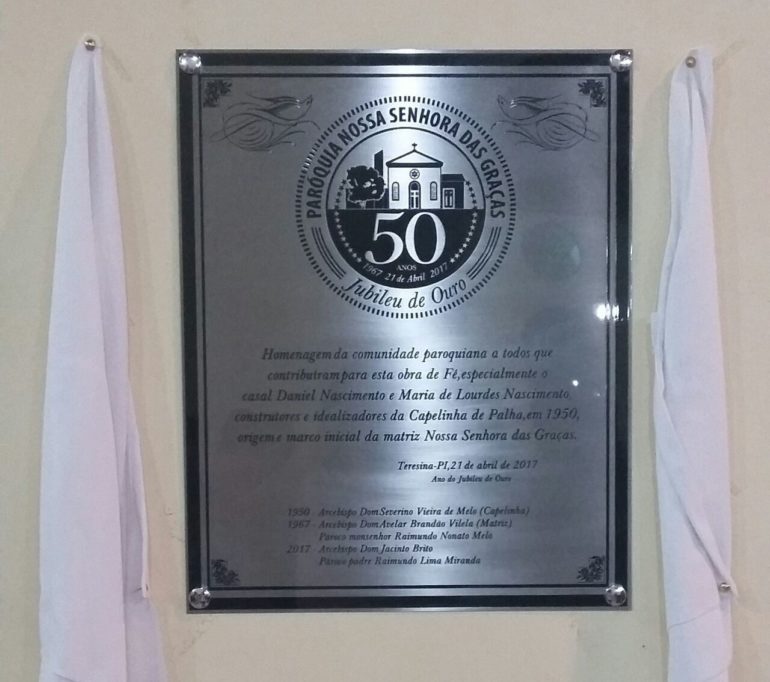 PARÓQUIA NOSSA SENHORA DAS GRAÇAS
50
ANOS
1967 21 de Abril 2017
Jubileu de Ouro
Homenagem da comunidade paroquiana a todos que
contribuiram para esta obra de Fé,especialmente o
casal Daniel Nascimento e Maria de Lourdes Nascimento,
construtores e idealizadores da Capelinha de Palha,em 1950,
origem e marco inicial da matriz Nossa Senhora das Graças.
Teresina-PI,21 de abril de 2017
Ano do Jubileu de Ouro
1950 - Arcebispo Dom Severino Vieira de Melo (Capelinha)
1967 - Arcebispo Dom Avelar Brandão Vilela (Matriz)
Pároco monsenhor Raimundo Nonato Melo
2017 - Arcebispo Dom Jacinto Brito
Pároco padre Raimundo Lima Miranda